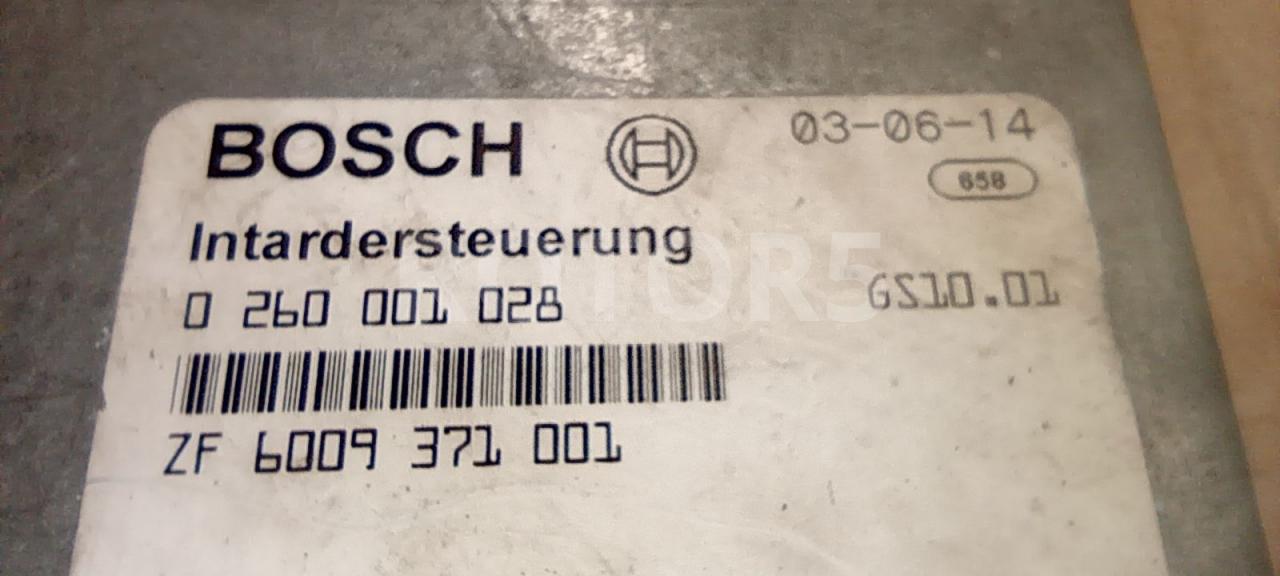 BOSCH
03-06-14
658
Intardersteuerung
0 260 001 028
GS10.01
ZF 6009 371 001